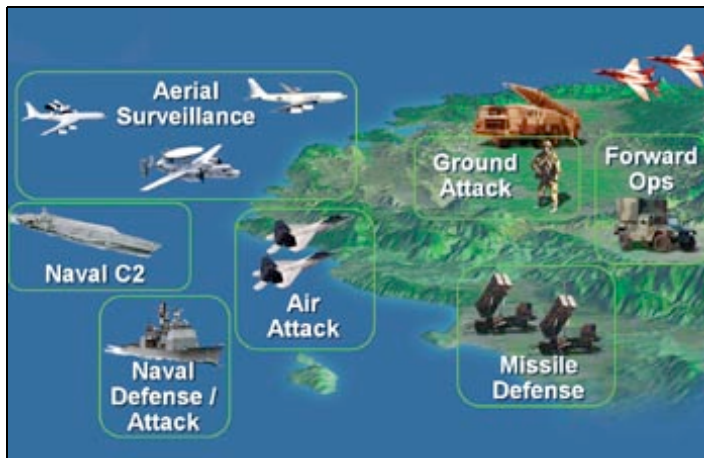 Aerial
Surveillance
Ground
Attack
Forward
Ops
Naval C2
Air
Attack
Naval
Defense /
Attack
Missile
Defense